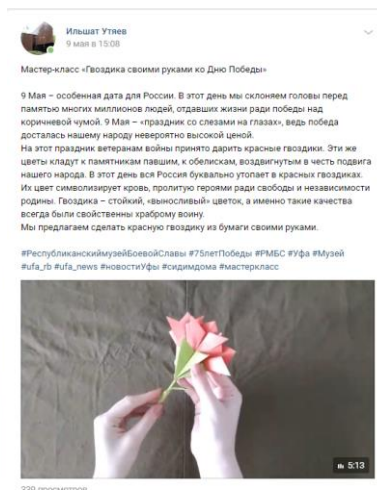 Ильшат Утяев
9 мая в 15:08
Мастер-класс «Гвоздика своими руками ко Дню Победы»
9 Мая – особенная дата для России. В этот день мы склоняем головы перед
памятью многих миллионов людей, отдавших жизни ради победы над
коричневой чумой. 9 Мая – «праздник со слезами на глазах», ведь победа
досталась нашему народу невероятно высокой ценой.
На этот праздник ветеранам войны принято дарить красные гвоздики. Эти же
цветы кладут к памятникам павшим, к обелискам, воздвигнутым в честь подвига
нашего народа. В этот день вся Россия буквально утопает в красных гвоздиках.
Их цвет символизирует кровь, пролитую героями ради свободы и независимости
родины. Гвоздика – стойкий, «выносливый» цветок, а именно такие качества
всегда были свойственны храброму воину.
Мы предлагаем сделать красную гвоздику из бумаги своими руками.
#РеспубликанскиймузейБоевойСлавы #75летПобеды #РМБС #Уфа #Музей
#ufa_rb #ufa_news #новостиУфы #сидимдома #мастеркласс
5:13
339 просмотров